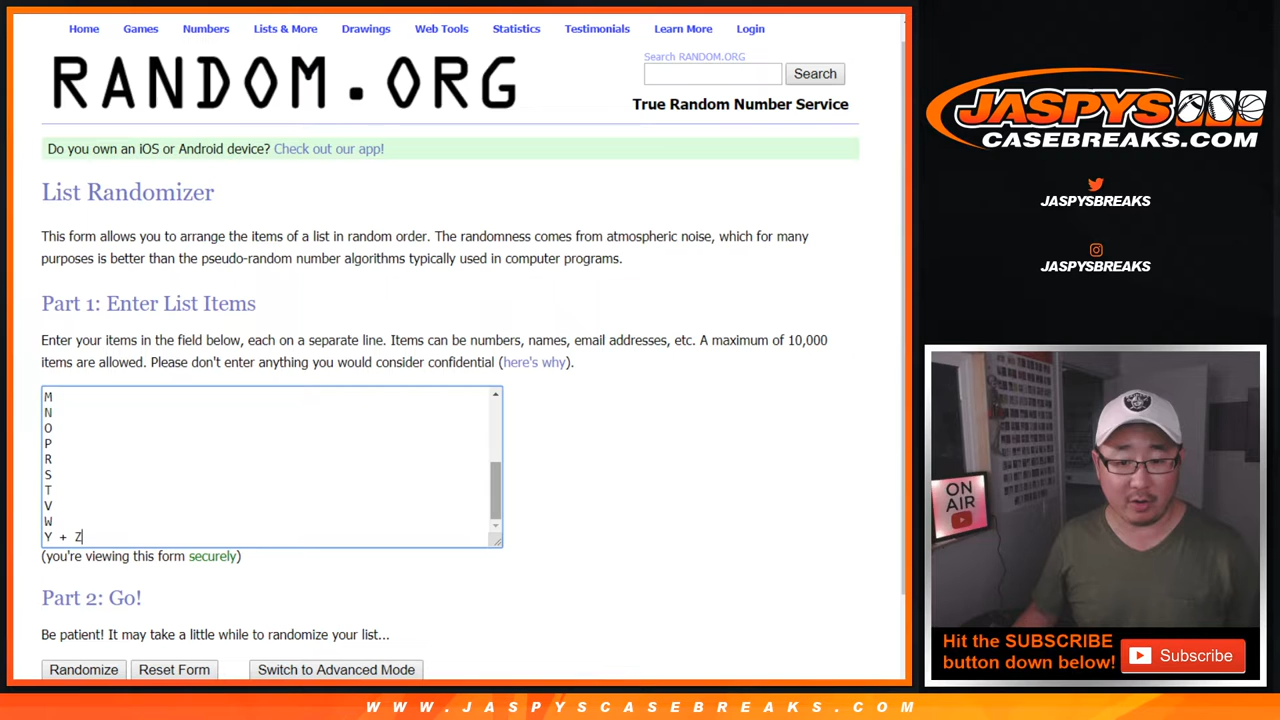 Home Games Numbers Lists & More Drawings Web Tools Statistics Testimonials Learn More Login
RANDOM.ORG
Search RANDOM.ORG
Search
True Random Number Service
Do you own an iOS or Android device? Check out our app!
List Randomizer
This form allows you to arrange the items of a list in random order. The randomness comes from atmospheric noise, which for many
purposes is better than the pseudo-random number algorithms typically used in computer programs.
Part 1: Enter List Items
Enter your items in the field below, each on a separate line. Items can be numbers, names, email addresses, etc. A maximum of 10,000
items are allowed. Please don't enter anything you would consider confidential (here's why).
M
N
O
P
R
S
T
V
W
Y + Z
(you're viewing this form securely)
Part 2: Go!
Be patient! It may take a little while to randomize your list...
Randomize Reset Form Switch to Advanced Mode
JASPYS
CASEBREAKS.COM
JASPYSBREAKS
JASPYSBREAKS
ON
AIR
Hit the SUBSCRIBE
button down below!
Subscribe
WWW.JASPYSCASEBREAKS.COM